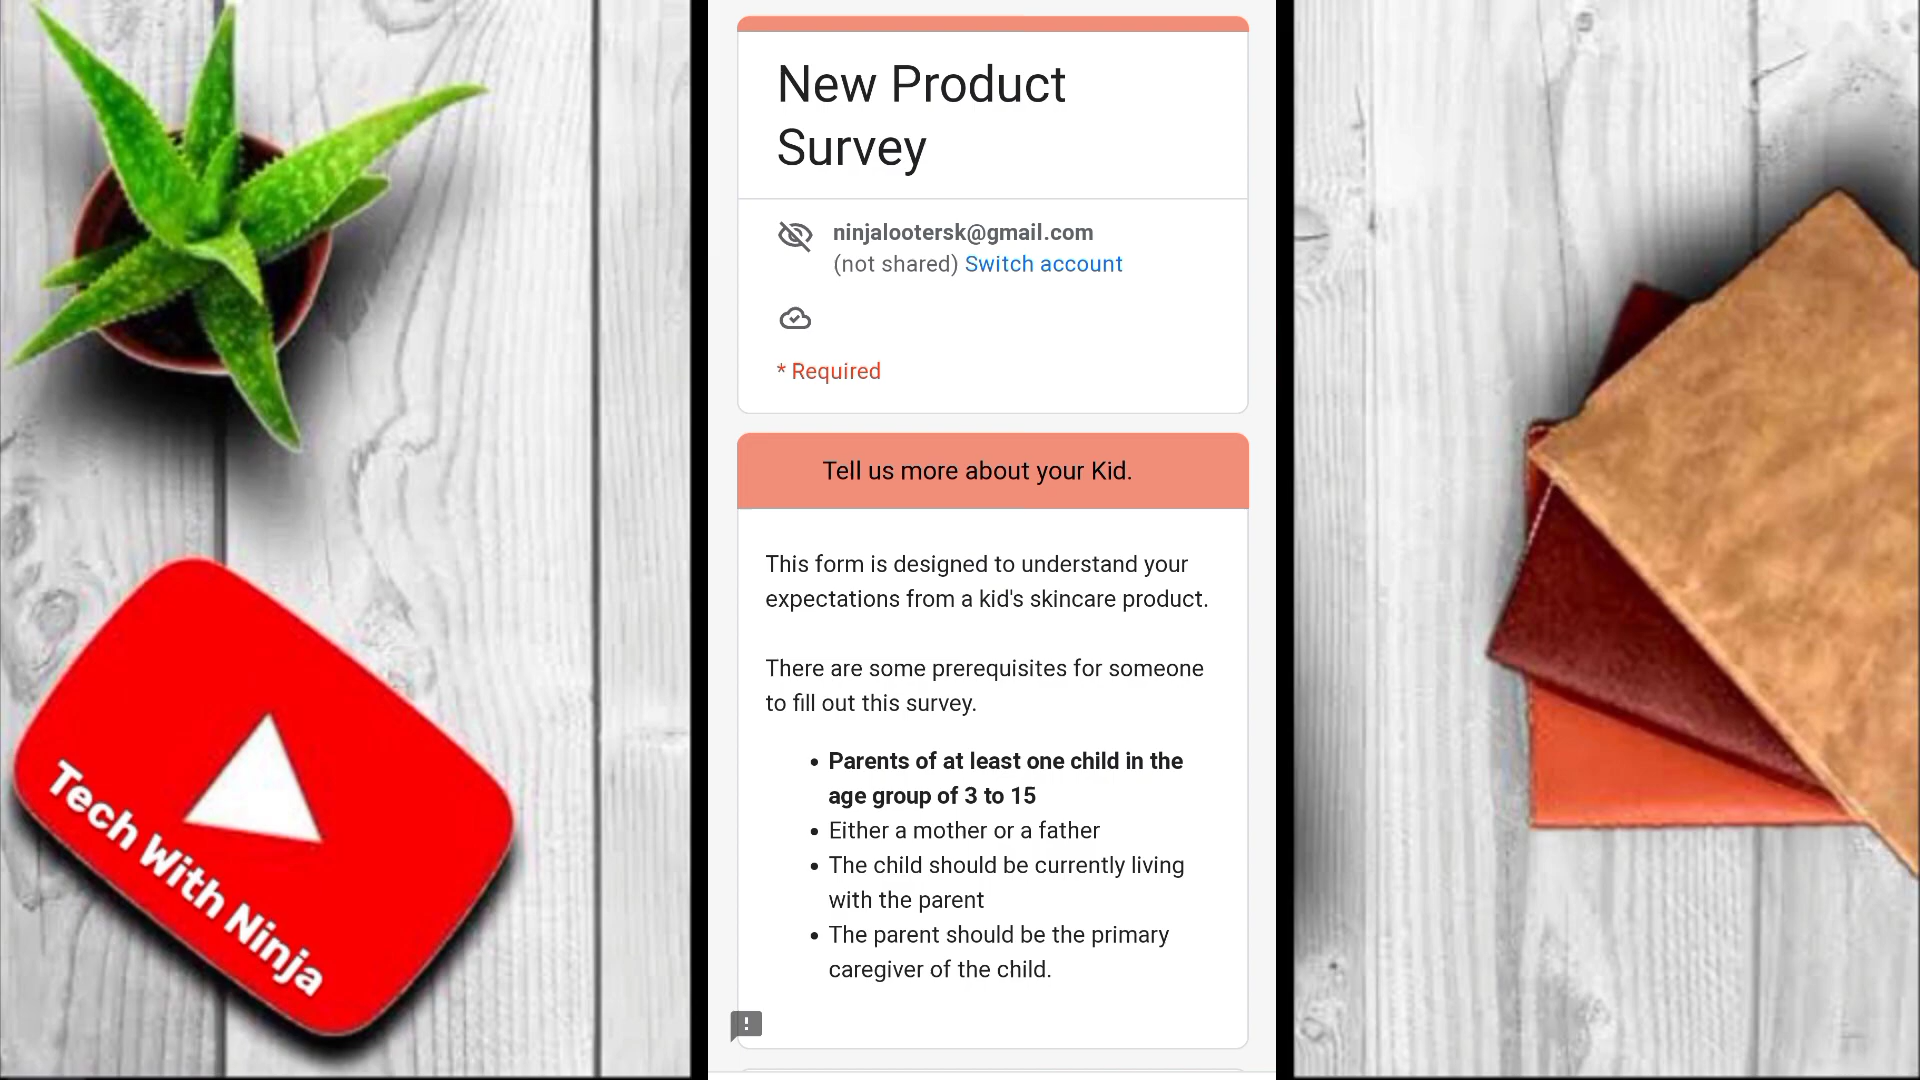 New Product
Survey
ninjalootersk@gmail.com
(not shared) Switch account
* Required
Tell us more about your Kid.
This form is designed to understand your
expectations from a kid's skincare product.
There are some prerequisites for someone
to fill out this survey.
• Parents of at least one child in the
age group of 3 to 15
• Either a mother or a father
• The child should be currently living
with the parent
• The parent should be the primary
caregiver of the child.
Tech With Ninja